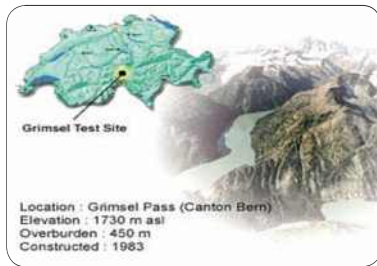 Grimsel Test Site
Location : Grimsel Pass (Canton Bern)
Elevation : 1730 m asl
Overburden : 450 m
Constructed : 1983